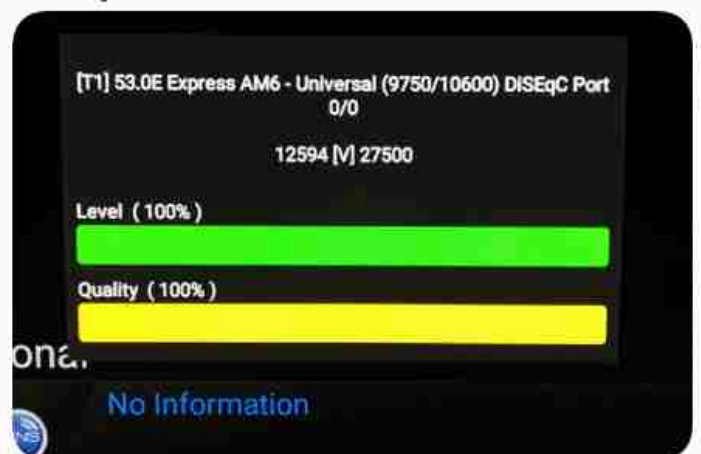 [T1] 53.0E Express AM6 - Universal (9750/10600) DiSEqC Port
0/0
12594 [V] 27500
Level ( 100% )
Quality ( 100% )
No Information